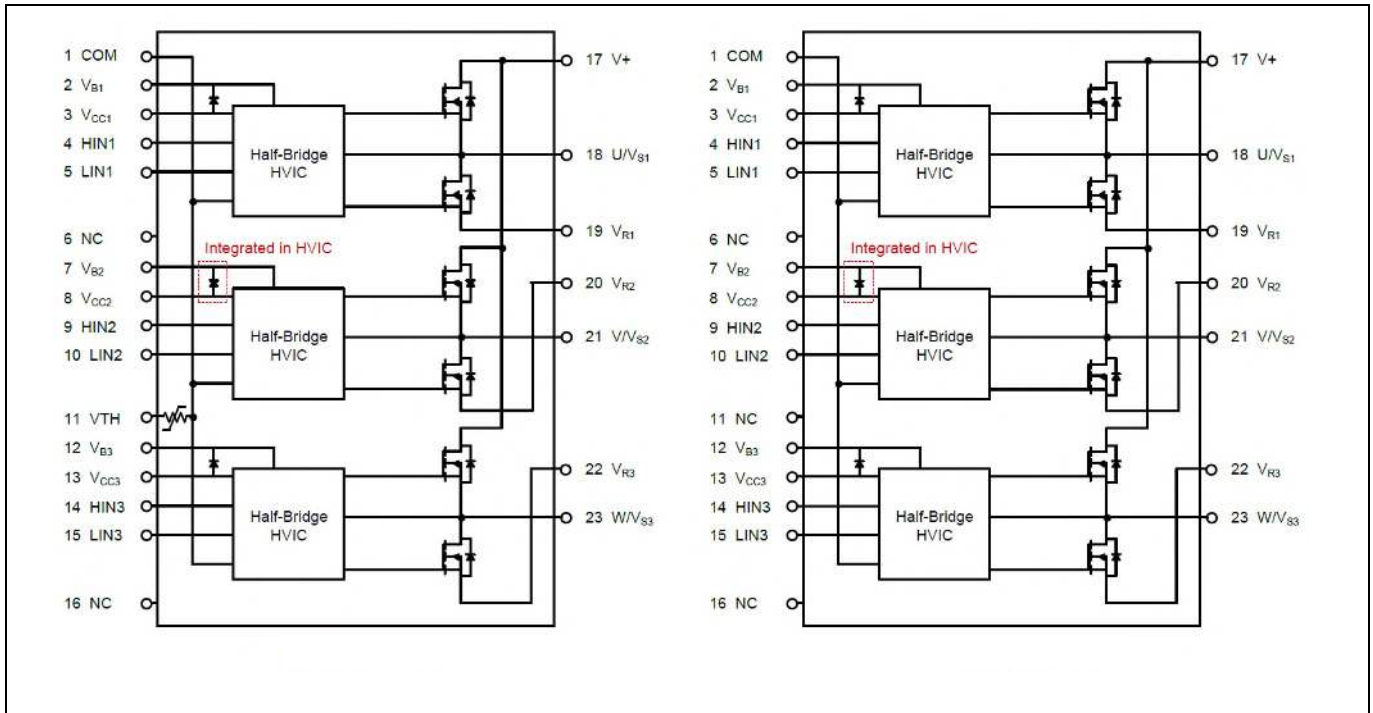 1 COM
2 VB1
3 VCC1
4 HIN1
5 LIN1
6 NC
7 VB2
8 VCC2
9 HIN2
10 LIN2
11 VTH
12 VB3
13 VCC3
14 HIN3
15 LIN3
16 NC
Half-Bridge
HVIC
Integrated in HVIC
Half-Bridge
HVIC
Half-Bridge
HVIC
17 V+
18 U/VS1
19 VR1
20 VR2
21 V/VS2
22 VR3
23 W/VS3
1 COM
2 VB1
3 VCC1
4 HIN1
5 LIN1
6 NC
7 VB2
8 VCC2
9 HIN2
10 LIN2
11 NC
12 VB3
13 VCC3
14 HIN3
15 LIN3
16 NC
Half-Bridge
HVIC
Integrated in HVIC
Half-Bridge
HVIC
Half-Bridge
HVIC
17 V+
18 U/VS1
19 VR1
20 VR2
21 V/VS2
22 VR3
23 W/VS3